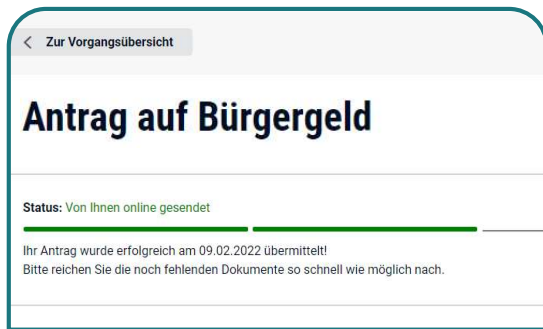 Zur Vorgangsübersicht
Antrag auf Bürgergeld
Status: Von Ihnen online gesendet
Ihr Antrag wurde erfolgreich am 09.02.2022 übermittelt!
Bitte reichen Sie die noch fehlenden Dokumente so schnell wie möglich nach.